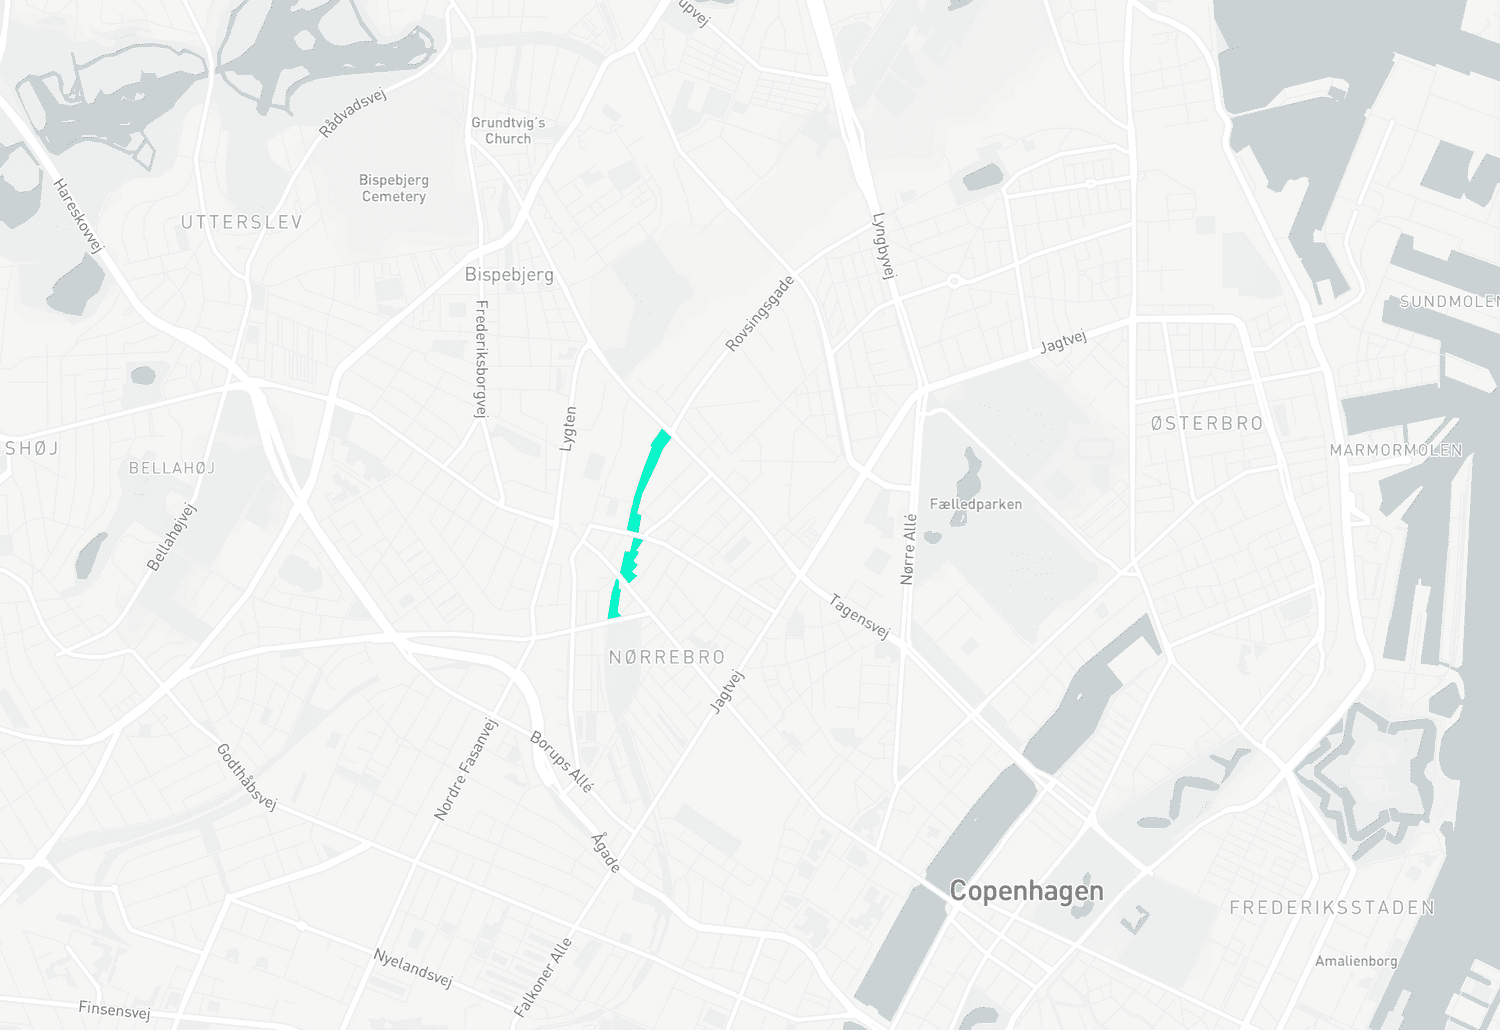 upvej
Rådvadsvej
Grundtvig's
Church
Bispebjerg
Cemetery
Hareskovvej
UTTERSLEV
Lyngbyvej
Bispebjerg
Rovsingsgade
SUNDMOLEN
Frederiksborgvej
Jagtvej
Lygten
ØSTERBRO
SHØJ
BELLAHØJ
MARMORMOLEN
Fælledparken
Bellahøjvej
Nørre Allé
Tagensvej
NØRREBRO
Jagtvej
Godthåbsvej
Nordre Fasanvej
Borups Allé
Ågade
Copenhagen
FREDERIKSSTADEN
Nyelandsvej
Falkoner Alle
Amalienborg
Finsensvej